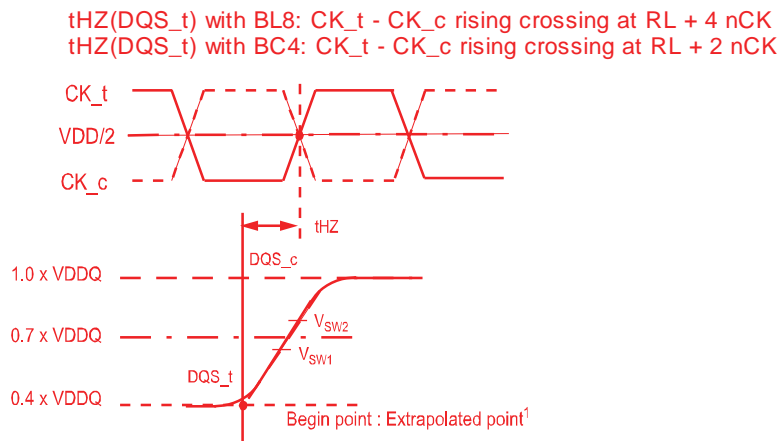 tHZ(DQS_t) with BL8: CK_t - CK_c rising crossing at RL + 4 nCK
tHZ(DQS_t) with BC4: CK_t - CK_c rising crossing at RL + 2 nCK
CK_t
VDD/2
CK_c
tHZ
DQS_c
1.0 x VDDQ
VSW2
0.7 x VDDQ
VSW1
DQS_t
0.4 x VDDQ
Begin point : Extrapolated point1